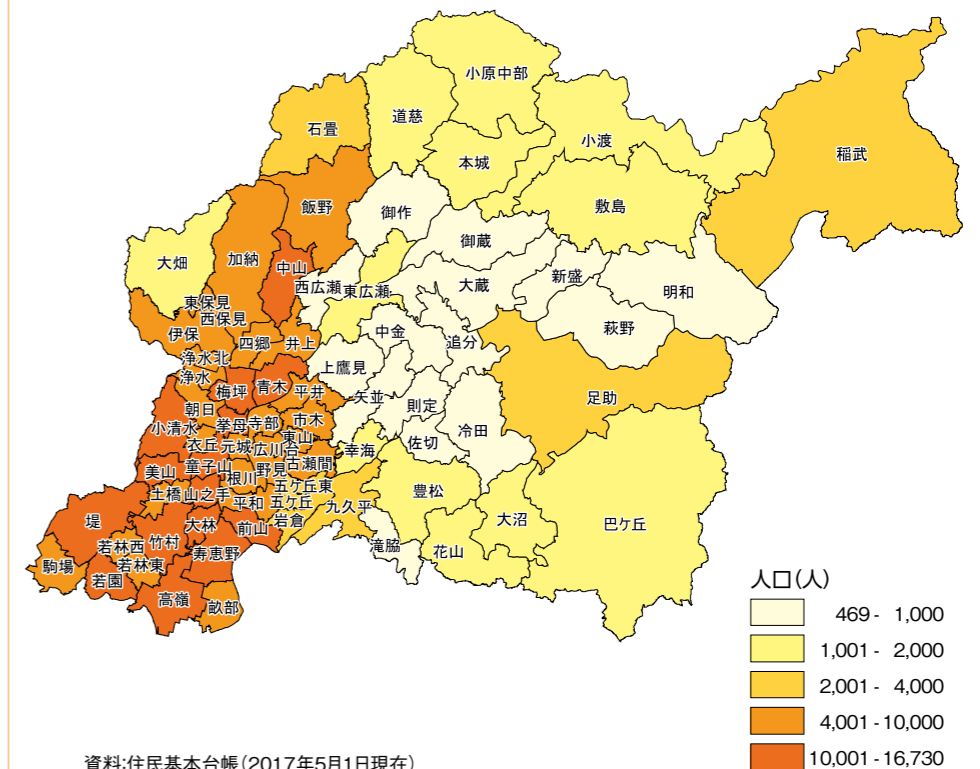 小原中部
道慈
石畳
小渡
稲武
本城
飯野
敷島
御作
御蔵
加納
大畑
中山
新盛
西広瀬
東広瀬
大蔵
明和
東保見
西保見
中金
萩野
伊保
四郷
井上
追分
浄水北
上鷹見
浄水
梅坪
青木
平井
足助
矢並
則定
朝日
小清水
挙母
寺部
市木
冷田
衣丘
元城
広川台
東山
佐切
幸海
美山
童子山
根川
野見
古瀬間
五ケ丘東
豊松
土橋
山之手
平和
五ケ丘
九久平
大沼
巴ケ丘
堤
大林
前山
岩倉
若林西
竹村
滝脇
花山
駒場
若林東
寿恵野
若園
高嶺
畝部
人口(人)
469 - 1,000
1,001 - 2,000
2,001 - 4,000
4,001 - 10,000
10,001 - 16,730
資料:住民基本台帳(2017年5月1日現在)